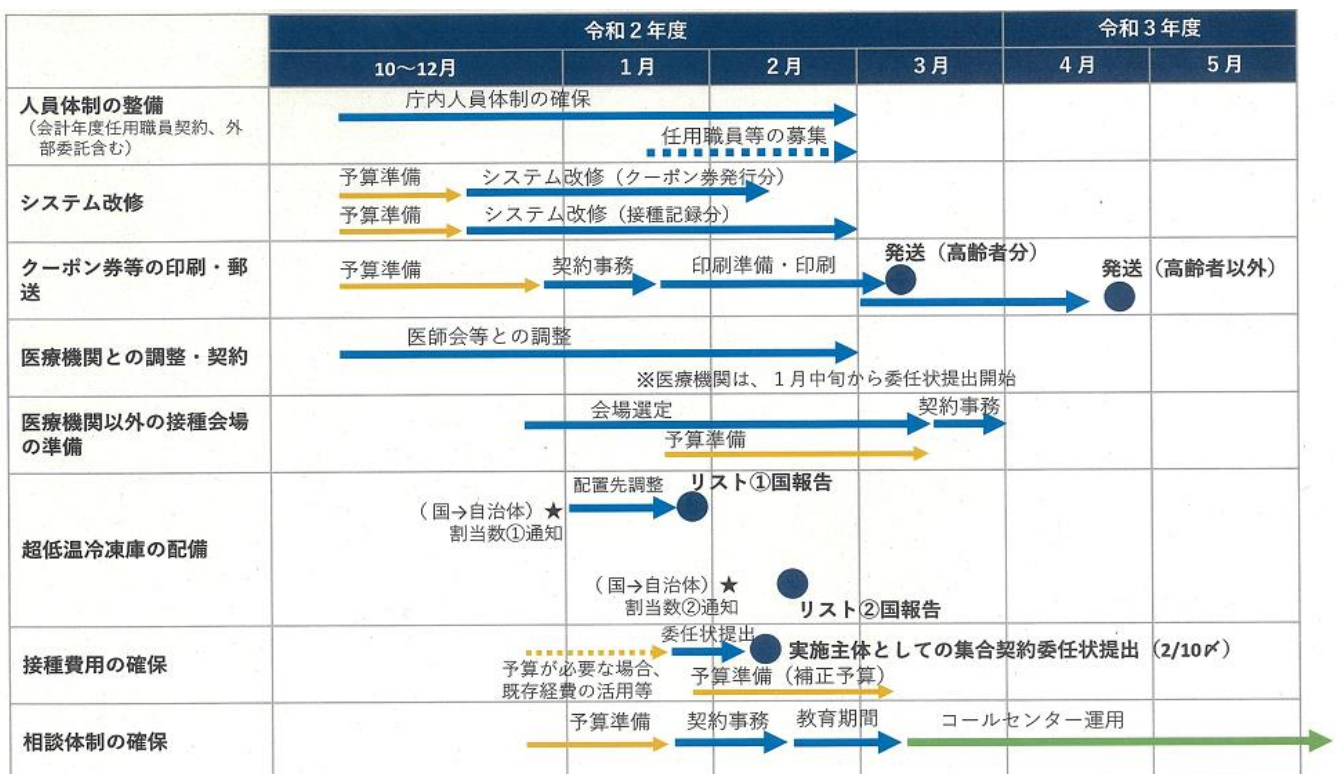 令和２年度
令和３年度
10～12月
１月
２月
３月
４月
５月
人員体制の整備
（会計年度任用職員契約、外
部委託含む）
庁内人員体制の確保
任用職員等の募集
システム改修
予算準備
システム改修（クーポン券発行分）
予算準備
システム改修（接種記録分）
クーポン券等の印刷・郵
送
予算準備
契約事務
印刷準備・印刷
発送（高齢者分）
発送（高齢者以外）
医療機関との調整・契約
医師会等との調整
※医療機関は、１月中旬から委任状提出開始
医療機関以外の接種会場
の準備
会場選定
契約事務
予算準備
超低温冷凍庫の配備
（国→自治体）★
割当数①通知
配置先調整
リスト①国報告
（国→自治体）★
割当数②通知
リスト②国報告
接種費用の確保
予算が必要な場合、
既存経費の活用等
委任状提出
実施主体としての集合契約委任状提出（2/10〆）
予算準備（補正予算）
相談体制の確保
予算準備
契約事務
教育期間
コールセンター運用